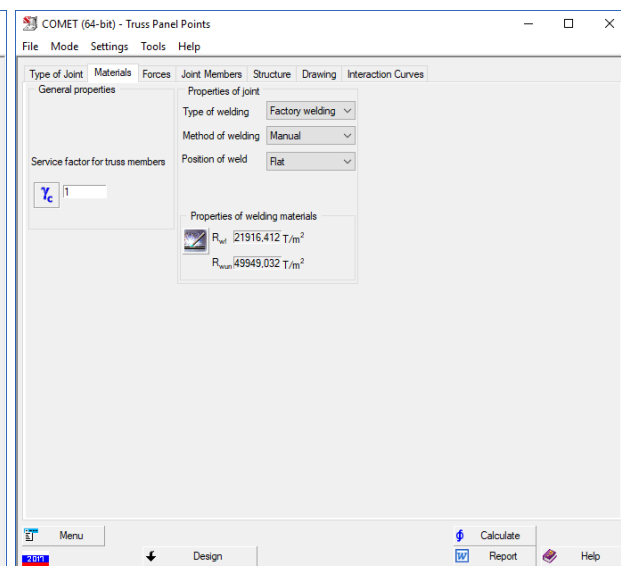 COMET (64-bit) - Truss Panel Points
File Mode Settings Tools Help
Type of Joint Materials Forces Joint Members Structure Drawing Interaction Curves
General properties
Service factor for truss members
γc 1
Properties of joint
Type of welding Factory welding
Method of welding Manual
Position of weld Flat
Properties of welding materials
Rwf 21916,412 T/m²
Rwun 49949,032 T/m²
Menu
Calculate
Design
Report
Help